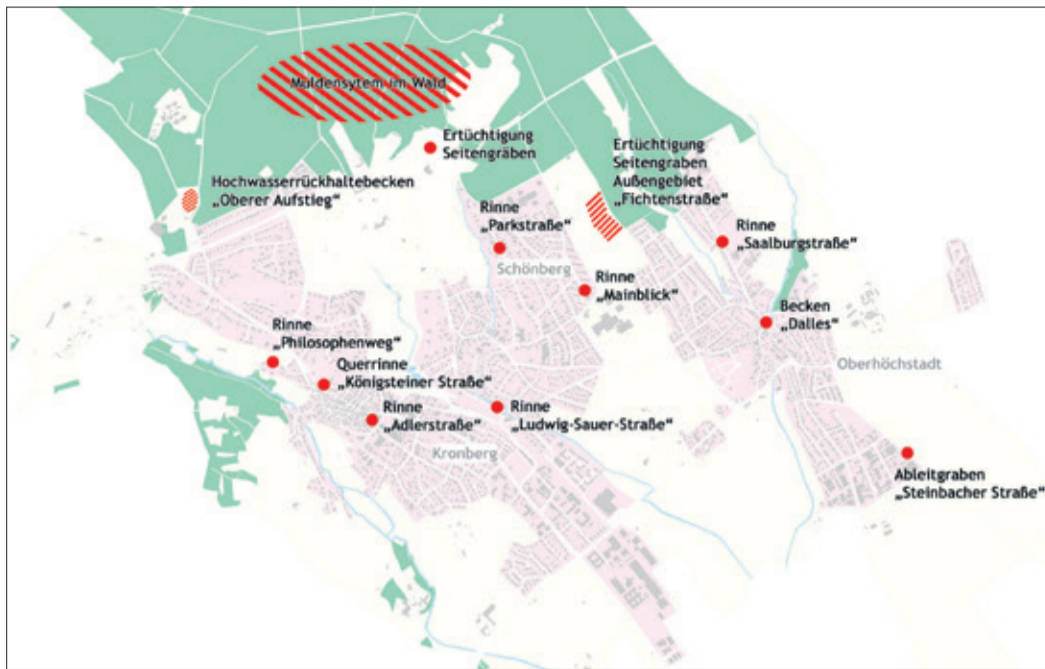 Muldensytem im Wald
Ertüchtigung
Seitengräben
Ertüchtigung
Seitengraben
Außengebiet
„Fichtenstraße“
Hochwasserrückhaltebecken
„Oberer Aufstieg“
Rinne
„Parkstraße“
Schönberg
Rinne
„Saalburgstraße“
Rinne
„Mainblick“
Becken
„Dalles“
Rinne
„Philosophenweg“
Querrinne
„Königsteiner Straße“
Oberhöchstadt
Rinne
„Adlerstraße“
Rinne
„Ludwig-Sauer-Straße“
Kronberg
Ableitgraben
„Steinbacher Straße“